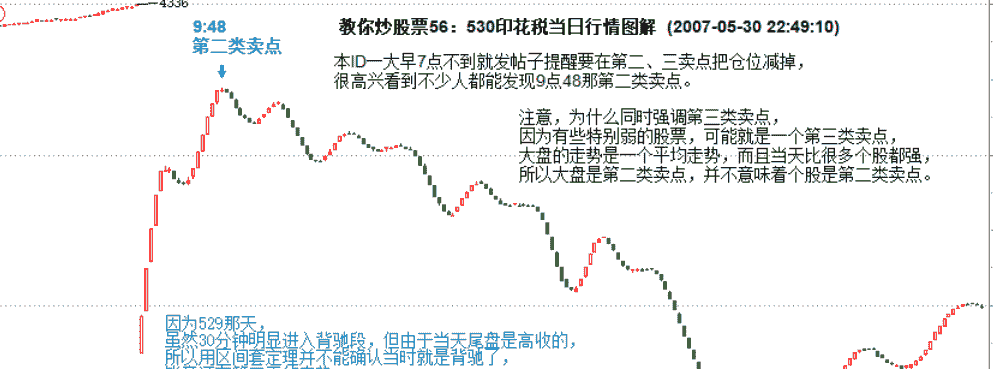 4336
教你炒股票56：530印花税当日行情图解 (2007-05-30 22:49:10)
9:48
第二类卖点
本ID一大早7点不到就发帖子提醒要在第二、三卖点把仓位减掉，
很高兴看到不少人都能发现9点48那第二类卖点。
注意，为什么同时强调第三类卖点，
因为有些特别弱的股票，可能就是一个第三类卖点，
大盘的走势是一个平均走势，而且当天比很多个股都强，
所以大盘是第二类卖点，并不意味着个股是第二类卖点。
因为529那天，
虽然30分钟明显进入背驰段，但由于当天尾盘是高收的，
所以用区间套定理并不能确认当时就是背驰了，